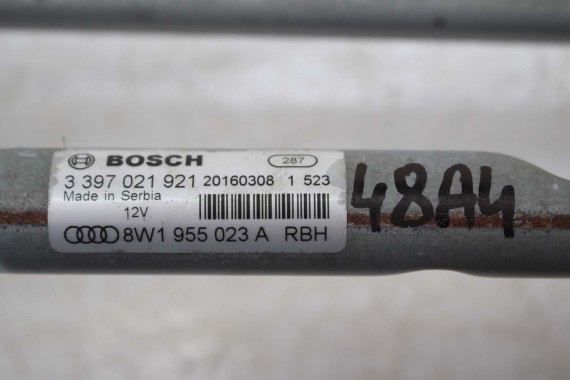 BOSCH 287
3 397 021 921 20160308 1 523
Made in Serbia
12V
8W1 955 023 A RBH
48A4